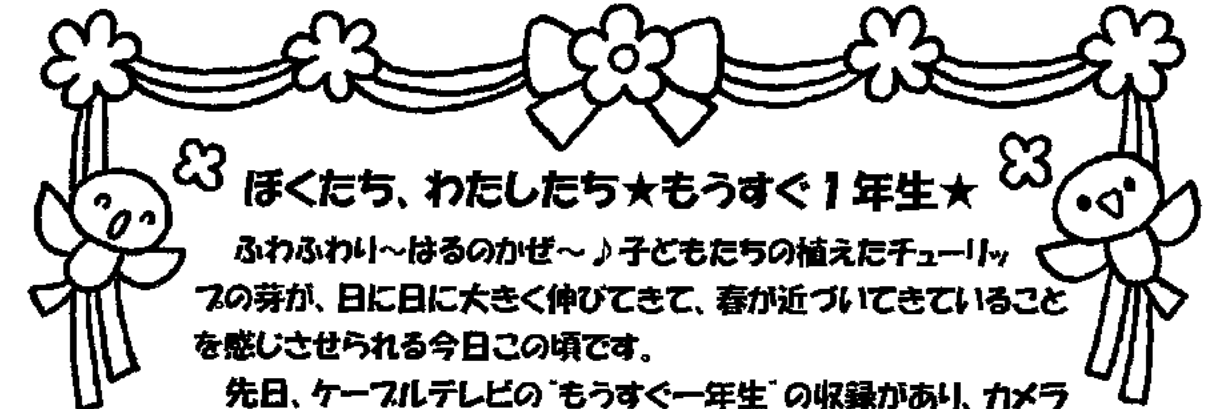 ぼくたち、わたしたち★もうすぐ1年生★
ふわふわり～はるのかぜ～♪子どもたちの植えたチューリッ
プの芽が、日に日に大きく伸びてきて、春が近づいてきていること
を感じさせられる今日この頃です。
先日、ケーブルテレビの"もうすぐ一年生"の収録があり、カメラ